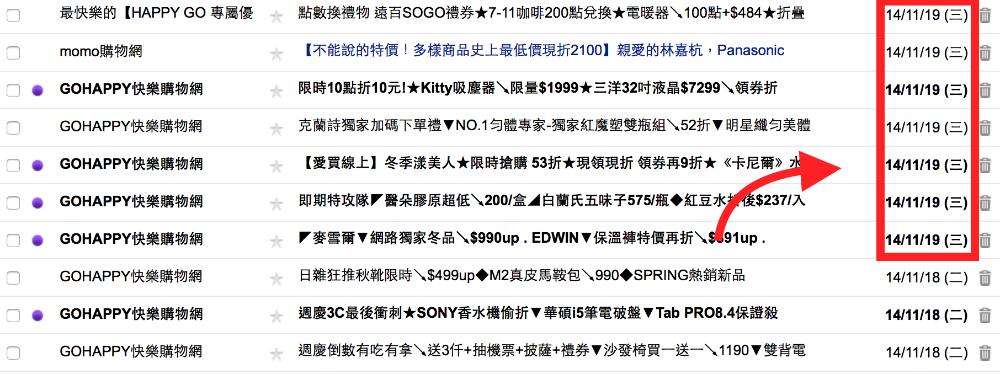 最快樂的【HAPPY GO 專屬優 點數換禮物 遠百SOGO禮券★7-11咖啡200點兌換★電暖器↘100點+$484★折疊 14/11/19 (三)
momo購物網 【不能說的特價！多樣商品史上最低價現折2100】親愛的林嘉杭，Panasonic 14/11/19 (三)
GOHAPPY快樂購物網 限時10點折10元!★Kitty吸塵器↘限量$1999★三洋32吋液晶$7299↘領券折 14/11/19 (三)
GOHAPPY快樂購物網 克蘭詩獨家加碼下單禮▼NO.1勻體專家-獨家紅魔塑雙瓶組↘52折▼明星纖勻美體 14/11/19 (三)
GOHAPPY快樂購物網 【愛買線上】冬季漾美人★限時搶購 53折★現領現折 領券再9折★《卡尼爾》水 14/11/19 (三)
GOHAPPY快樂購物網 即期特攻隊◤醫朵膠原超低↘200/盒◢白蘭氏五味子575/瓶◆紅豆水折後$237/入 14/11/19 (三)
GOHAPPY快樂購物網 ◤麥雪爾▼網路獨家冬品↘$990up . EDWIN▼保溫褲特價再折↘$891up . 14/11/19 (三)
GOHAPPY快樂購物網 日雜狂推秋靴限時↘$499up◆M2真皮馬鞍包↘990◆SPRING熱銷新品 14/11/18 (二)
GOHAPPY快樂購物網 週慶3C最後衝刺★SONY香水機偷折▼華碩i5筆電破盤▼Tab PRO8.4保證殺 14/11/18 (二)
GOHAPPY快樂購物網 週慶倒數有吃有拿↘送3仟+抽機票+披薩+禮券▼沙發椅買一送一↘1190▼雙背電 14/11/18 (二)